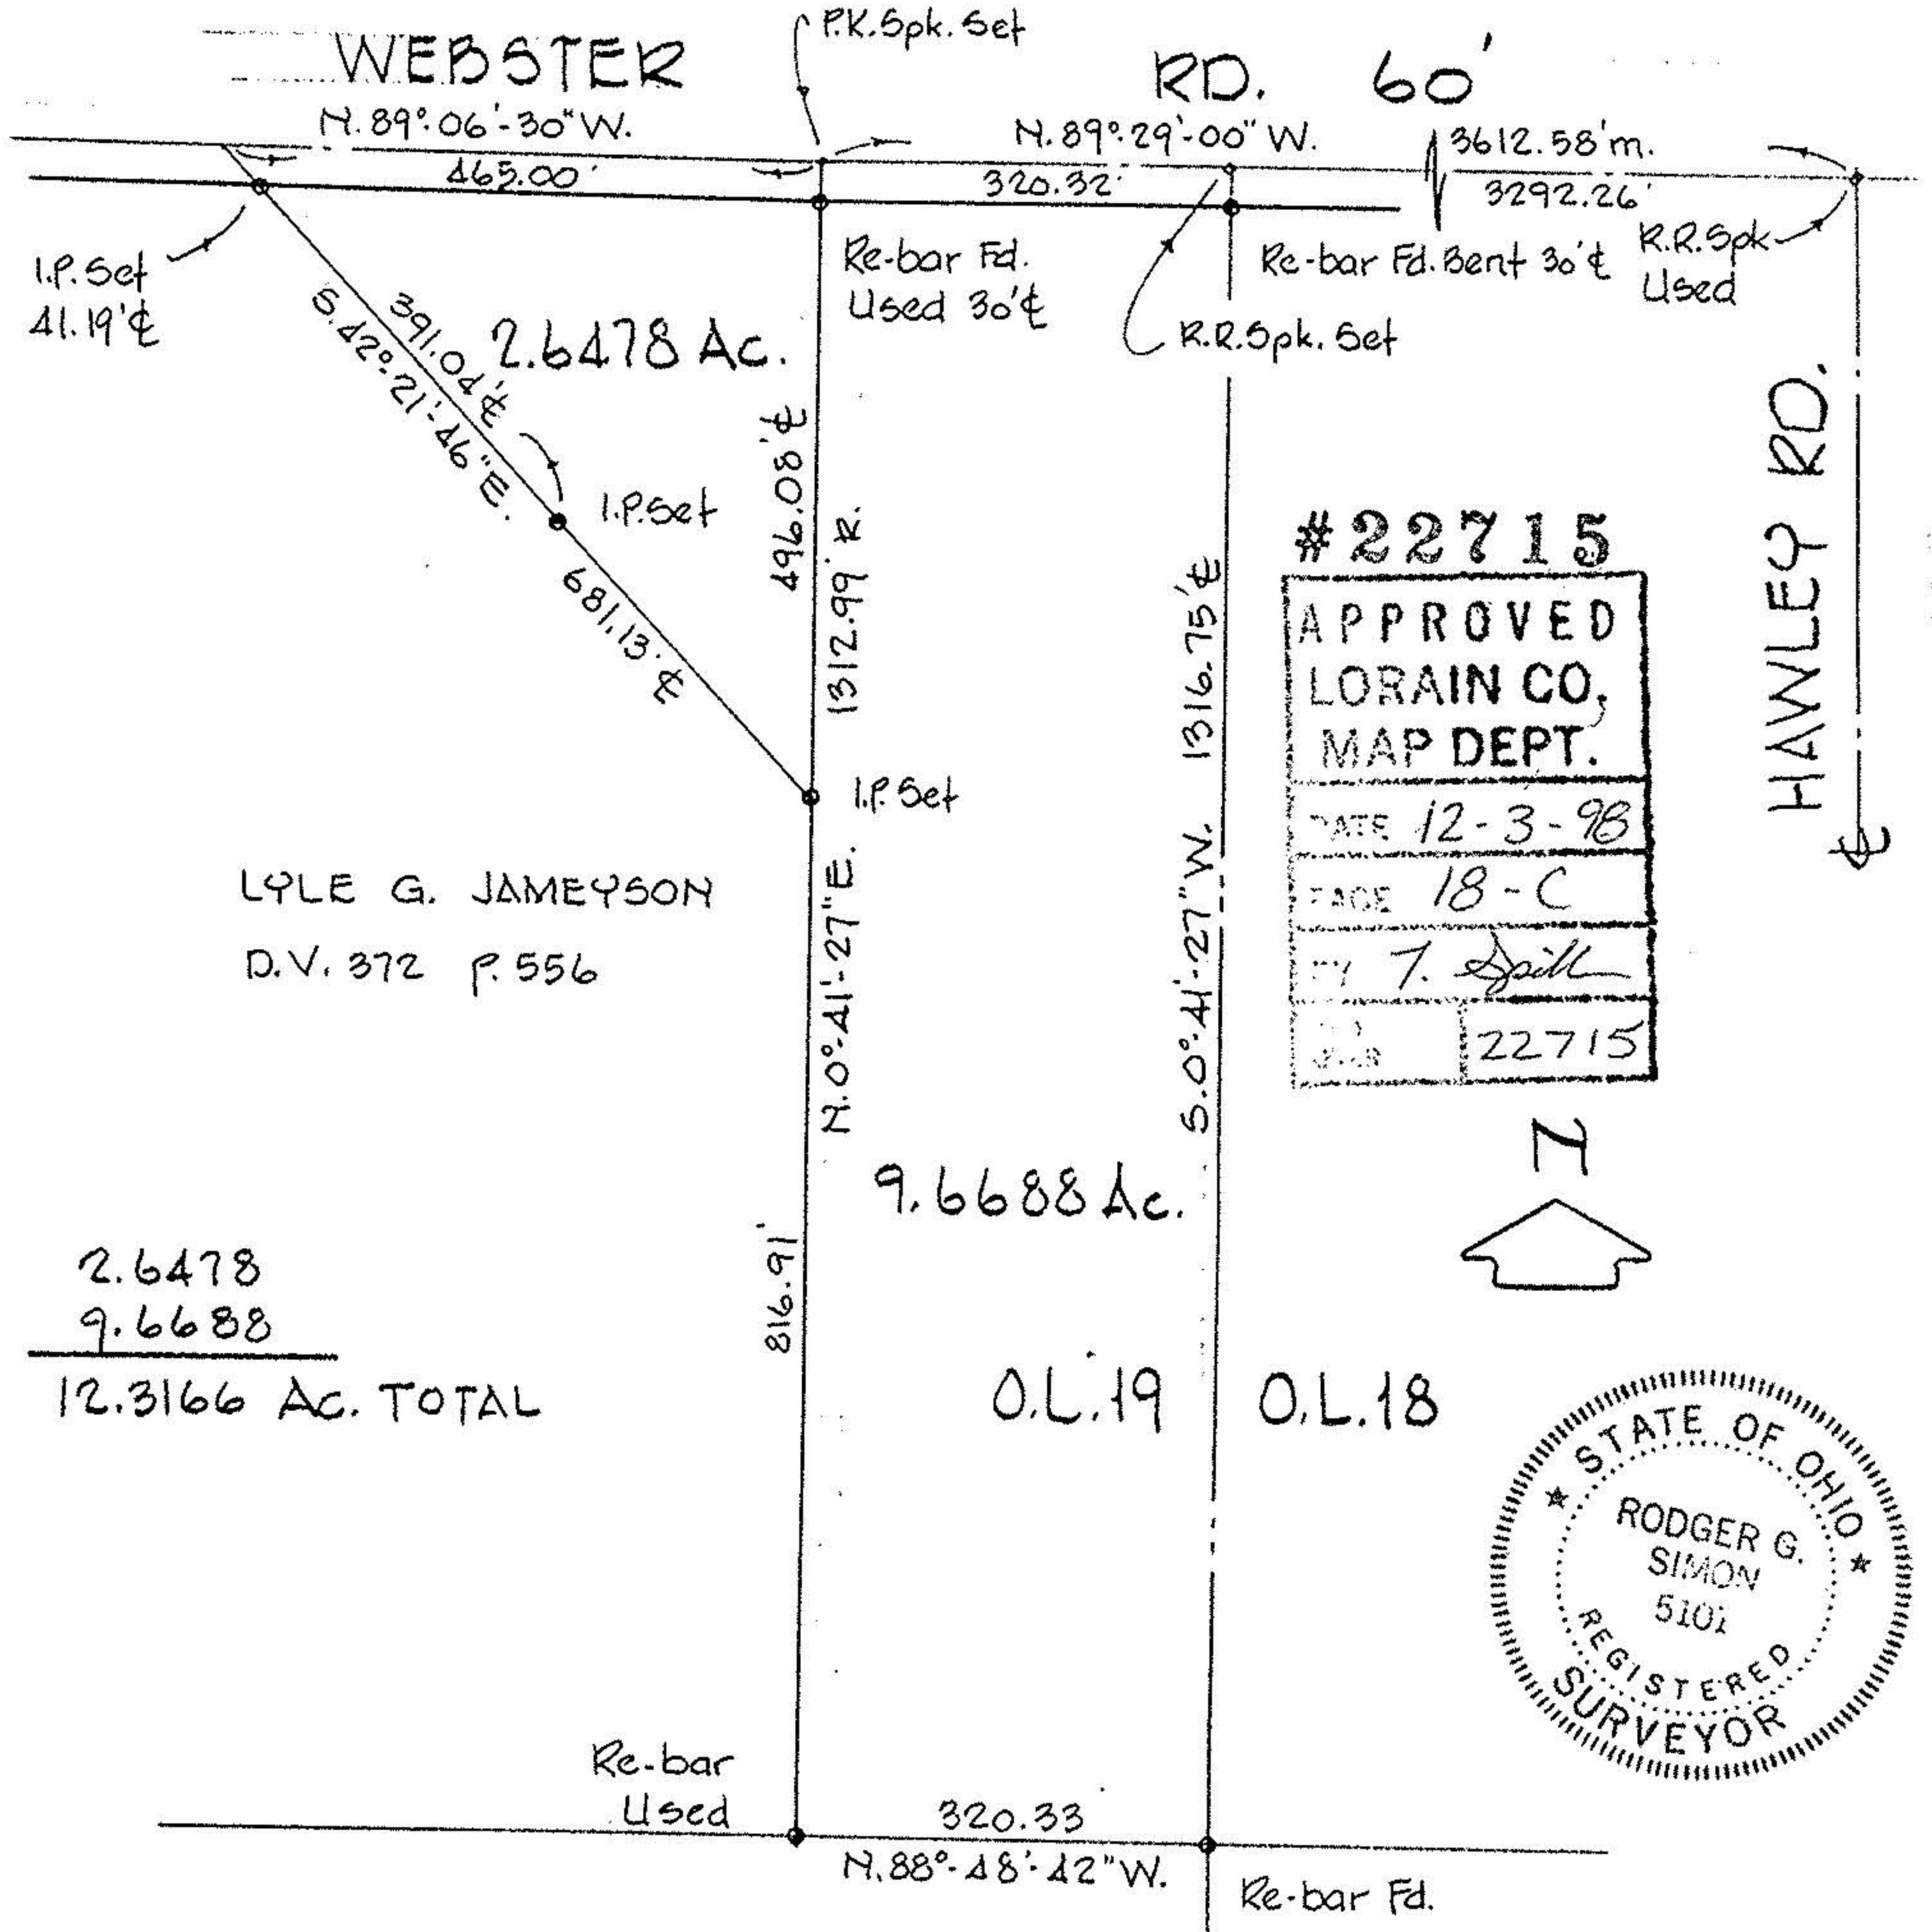 P.K. Spk. Set
WEBSTER RD. 60'
N. 89°-06'-30" W.
N. 89°-29'-00" W.
3612.58' m.
465.00'
320.32'
3292.26'
I.P. Set
41.19' ℄
Re-bar Fd.
Used 30' ℄
Re-bar Fd. Bent 30' ℄
R.R. Spk
Used
R.R. Spk. Set
391.04' ℄
S. 42°-21'-46" E.
2.6478 Ac.
I.P. Set
681.13' ℄
496.08' ℄
1312.99' R.
I.P. Set
N. 0°-41'-27" E.
816.91'
1316.75' ℄
S. 0°-41'-27" W.
HAWLEY RD.
℄
#22715
APPROVED
LORAIN CO.
MAP DEPT.
DATE 12-3-98
PAGE 18-C
BY T.
22715
N
LYLE G. JAMEYSON
D.V. 372 P. 556
9.6688 Ac.
2.6478
9.6688
12.3166 Ac. TOTAL
O.L. 19
O.L. 18
STATE OF OHIO
RODGER G.
SIMON
5101
REGISTERED
SURVEYOR
Re-bar
Used
320.33
N. 88°-48'-42" W.
Re-bar Fd.